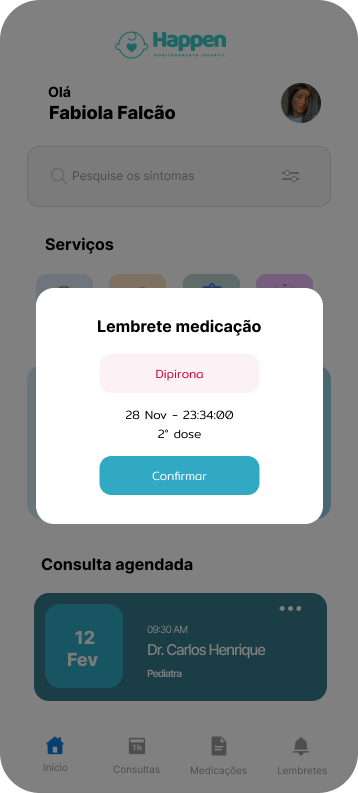 Happen
MONITORAMENTO INFANTIL
Olá
Fabiola Falcão
Pesquise os sintomas
Serviços
Lembrete medicação
Dipirona
28 Nov - 23:34:00
2° dose
Confirmar
Consulta agendada
12
Fev
09:30 AM
Dr. Carlos Henrique
Pediatra
Th
Início
Consultas
Medicações
Lembretes